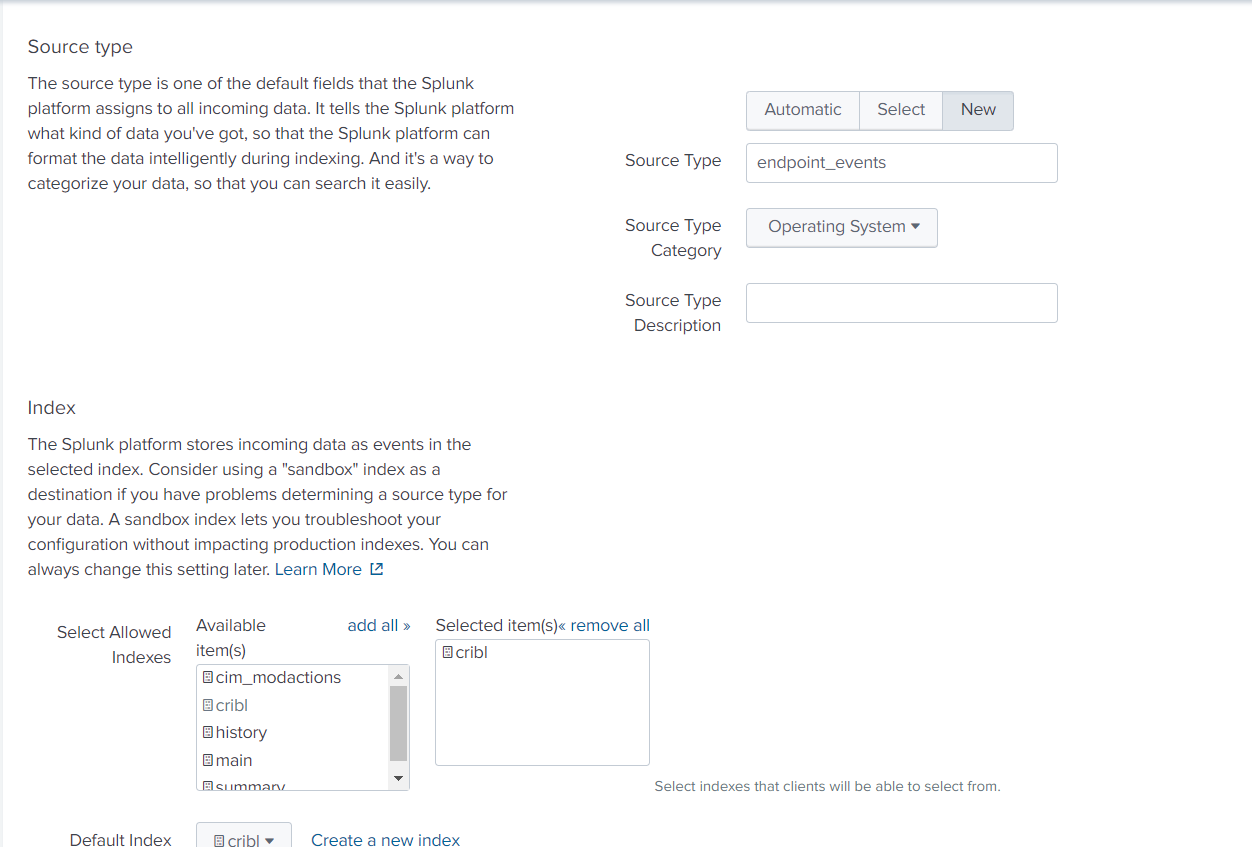 Source type
The source type is one of the default fields that the Splunk
platform assigns to all incoming data. It tells the Splunk platform
what kind of data you've got, so that the Splunk platform can
format the data intelligently during indexing. And it's a way to
categorize your data, so that you can search it easily.
Automatic Select New
Source Type endpoint_events
Source Type
Category
Operating System
Source Type
Description
Index
The Splunk platform stores incoming data as events in the
selected index. Consider using a "sandbox" index as a
destination if you have problems determining a source type for
your data. A sandbox index lets you troubleshoot your
configuration without impacting production indexes. You can
always change this setting later. Learn More
Select Allowed
Indexes
Available
item(s)
add all »
cim_modactions
cribl
history
main
summary
Selected item(s) « remove all
cribl
Select indexes that clients will be able to select from.
Default Index cribl Create a new index